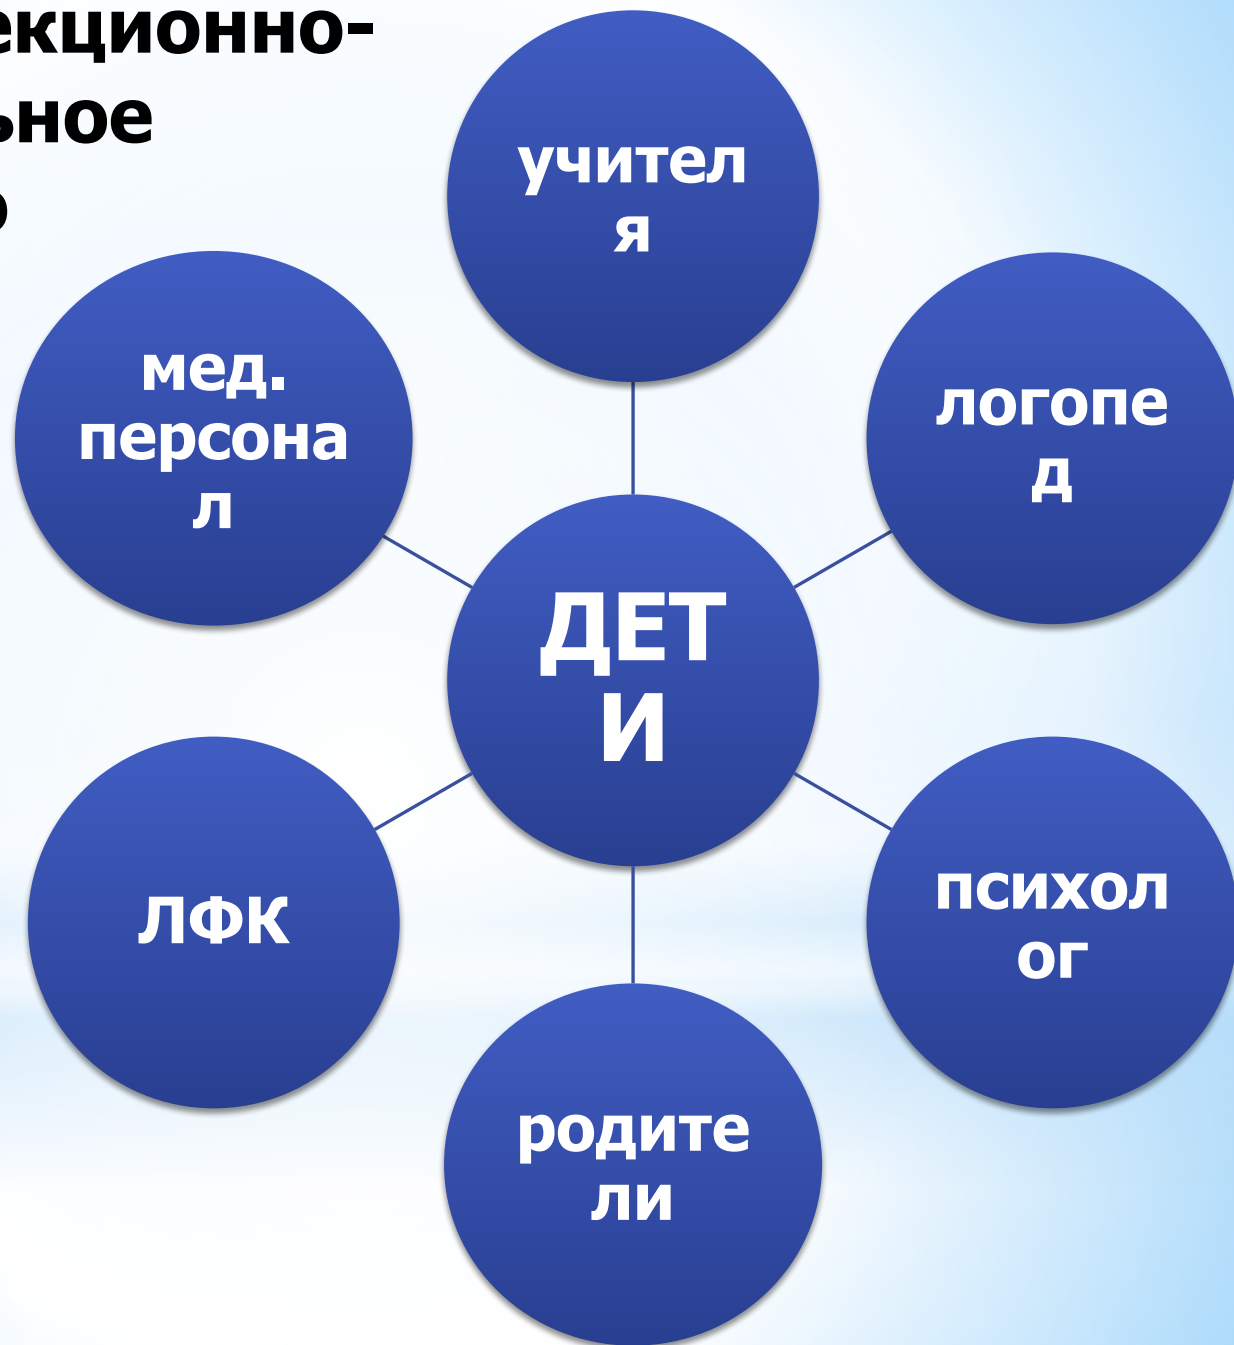 екционно-
ьное
учител
я
мед.
персона
л
логопе
д
ДЕТ
И
ЛФК
психол
ог
родите
ли